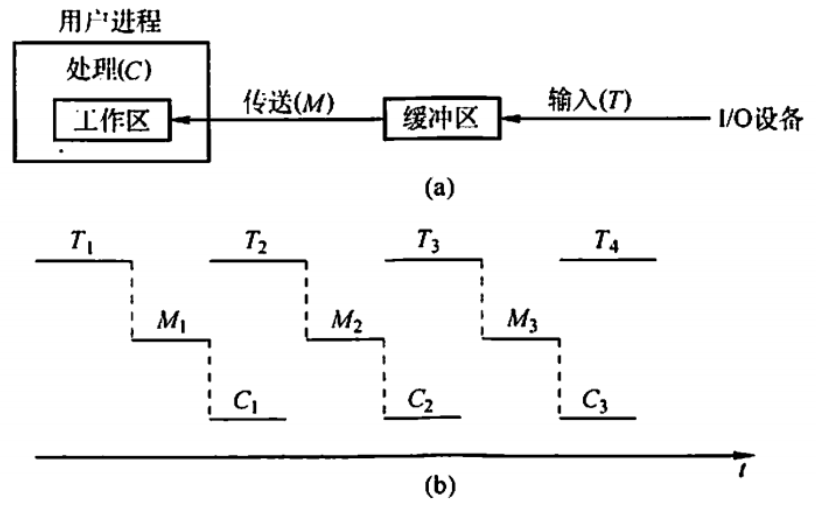 用户进程
处理(C)
工作区
传送(M)
缓冲区
输入(T)
I/O设备
(a)
T1 T2 T3 T4
M1 M2 M3
C1 C2 C3
t
(b)